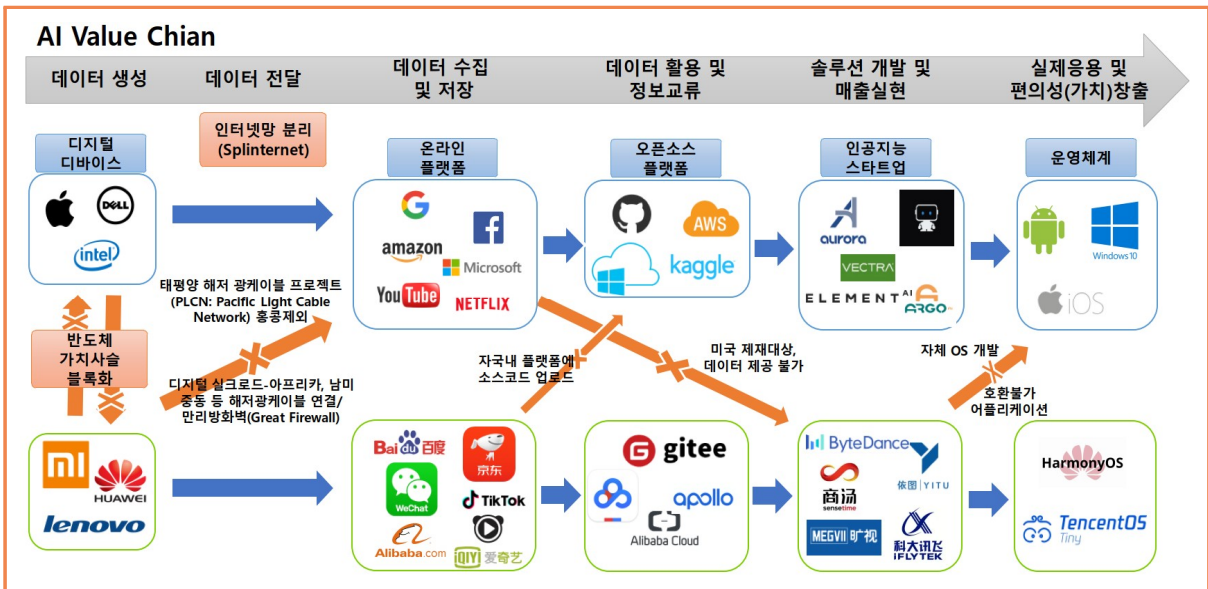 AI Value Chian
데이터 생성
데이터 전달
데이터 수집
및 저장
데이터 활용 및
정보교류
솔루션 개발 및
매출실현
실제응용 및
편의성(가치)창출
디지털
디바이스
인터넷망 분리
(Splinternet)
온라인
플랫폼
오픈소스
플랫폼
인공지능
스타트업
운영체계
DELL
intel
Google
amazon
Microsoft
YouTube
NETFLIX
AWS
kaggle
aurora
VECTRA
ELEMENT AI
ARGO
Windows 10
iOS
태평양 해저 광케이블 프로젝트
(PLCN: Pacific Light Cable
Network) 홍콩제외
반도체
가치사슬
블록화
디지털 실크로드-아프리카, 남미
중동 등 해저광케이블 연결/
만리방화벽(Great Firewall)
자국내 플랫폼에
소스코드 업로드
미국 제재대상,
데이터 제공 불가
자체 OS 개발
호환불가
어플리케이션
mi
HUAWEI
lenovo
Baidu 百度
京东
WeChat
TikTok
Alibaba.com
iQIYI 爱奇艺
G gitee
apollo
Alibaba Cloud
ByteDance
商汤
sensetime
依图 | YITU
MEGVII 旷视
科大讯飞
iFLYTEK
HarmonyOS
TencentOS
Tiny